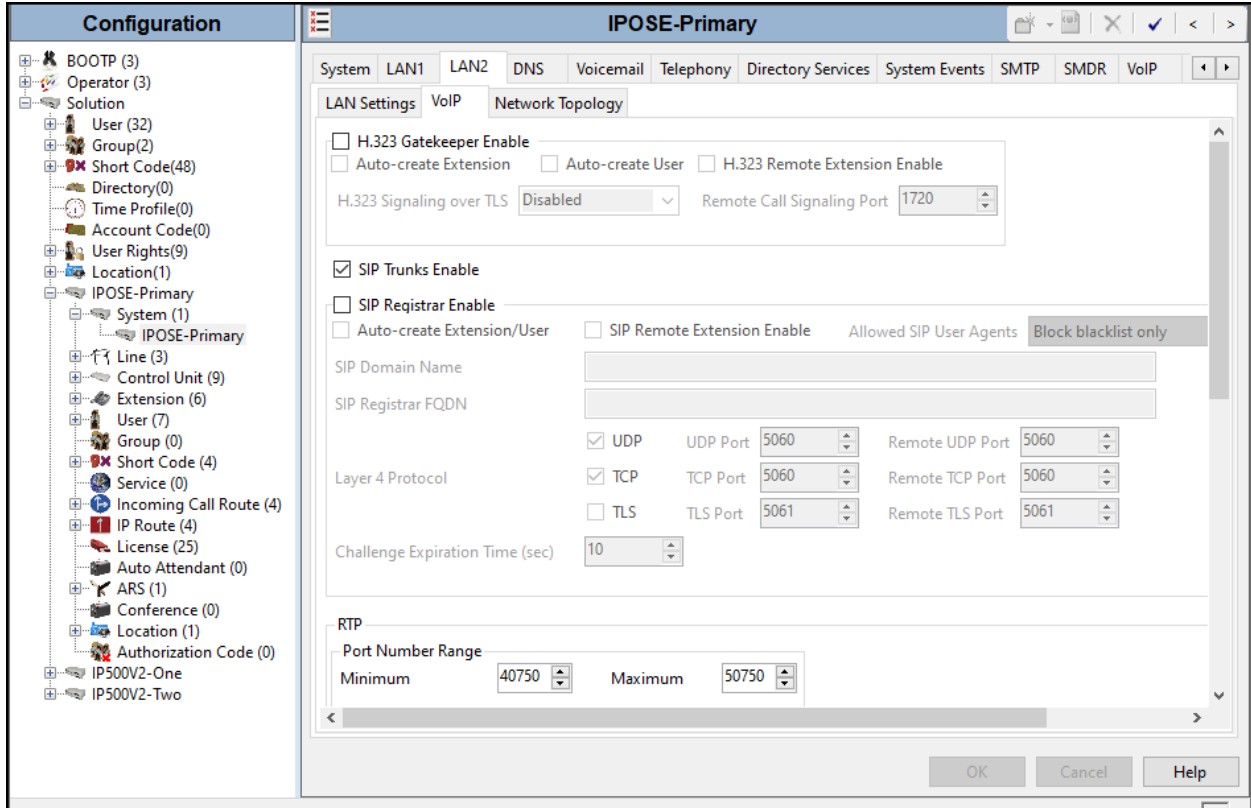 Configuration
BOOTP (3)
Operator (3)
Solution
User (32)
Group(2)
Short Code(48)
Directory(0)
Time Profile(0)
Account Code(0)
User Rights(9)
Location(1)
IPOSE-Primary
System (1)
IPOSE-Primary
Line (3)
Control Unit (9)
Extension (6)
User (7)
Group (0)
Short Code (4)
Service (0)
Incoming Call Route (4)
IP Route (4)
License (25)
Auto Attendant (0)
ARS (1)
Conference (0)
Location (1)
Authorization Code (0)
IP500V2-One
IP500V2-Two
IPOSE-Primary
System LAN1 LAN2 DNS Voicemail Telephony Directory Services System Events SMTP SMDR VoIP
LAN Settings VoIP Network Topology
H.323 Gatekeeper Enable
Auto-create Extension Auto-create User H.323 Remote Extension Enable
H.323 Signaling over TLS Disabled Remote Call Signaling Port 1720
SIP Trunks Enable
SIP Registrar Enable
Auto-create Extension/User SIP Remote Extension Enable Allowed SIP User Agents Block blacklist only
SIP Domain Name
SIP Registrar FQDN
UDP UDP Port 5060 Remote UDP Port 5060
Layer 4 Protocol TCP TCP Port 5060 Remote TCP Port 5060
TLS TLS Port 5061 Remote TLS Port 5061
Challenge Expiration Time (sec) 10
RTP
Port Number Range
Minimum 40750 Maximum 50750
OK Cancel Help